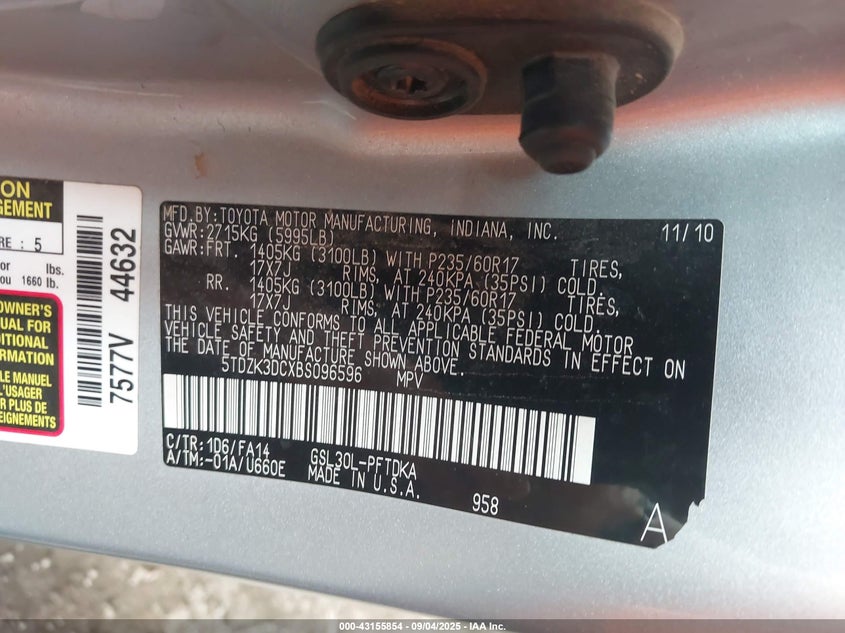 ON
GEMENT
RE : 5
or lbs.
ou 1660 lb.
OWNER'S
UAL FOR
DITIONAL
ORMATION
LE MANUEL
L'USAGER
R PLUS DE
EIGNEMENTS
7577V 44632
MFD.BY:TOYOTA MOTOR MANUFACTURING, INDIANA, INC. 11/10
GVWR:2715KG (5995LB)
GAWR:FRT. 1405KG (3100LB) WITH P235/60R17 TIRES,
17X7J RIMS, AT 240KPA (35PSI) COLD.
RR. 1405KG (3100LB) WITH P235/60R17 TIRES,
17X7J RIMS, AT 240KPA (35PSI) COLD.
THIS VEHICLE CONFORMS TO ALL APPLICABLE FEDERAL MOTOR
VEHICLE SAFETY AND THEFT PREVENTION STANDARDS IN EFFECT ON
THE DATE OF MANUFACTURE SHOWN ABOVE.
5TDZK3DCXBS096596 MPV
C/TR:1D6/FA14 GSL30L-PFTDKA
A/TM:-01A/U660E MADE IN U.S.A.
958
A
000-43155854 - 09/04/2025 - IAA Inc.